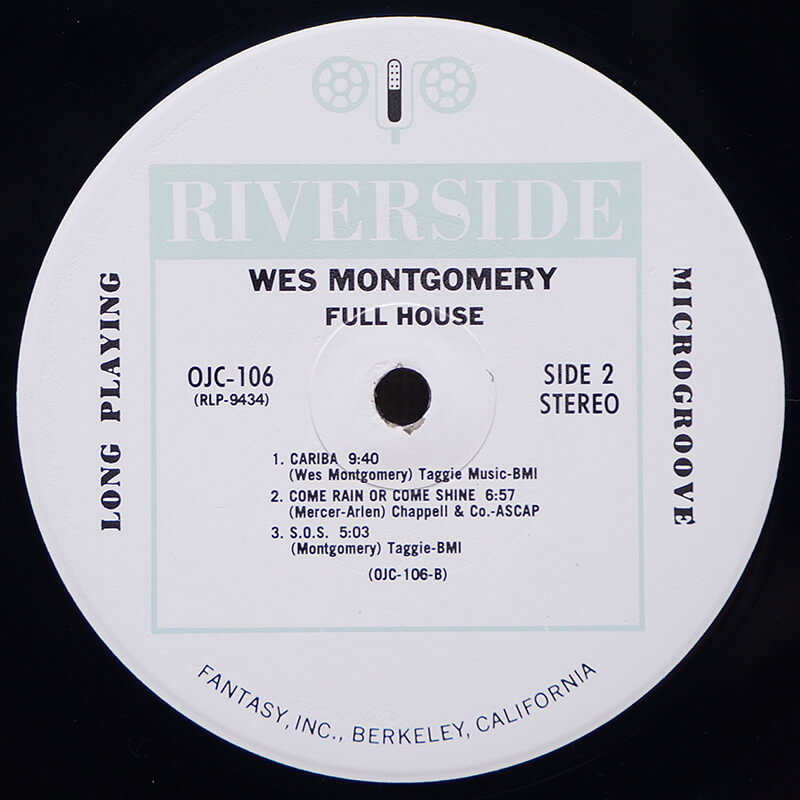 RIVERSIDE
WES MONTGOMERY
FULL HOUSE
LONG PLAYING
MICROGROOVE
OJC-106
(RLP-9434)
SIDE 2
STEREO
1. CARIBA 9:40
(Wes Montgomery) Taggie Music-BMI
2. COME RAIN OR COME SHINE 6:57
(Mercer-Arlen) Chappell & Co.-ASCAP
3. S.O.S. 5:03
(Montgomery) Taggie-BMI
(OJC-106-B)
FANTASY, INC., BERKELEY, CALIFORNIA